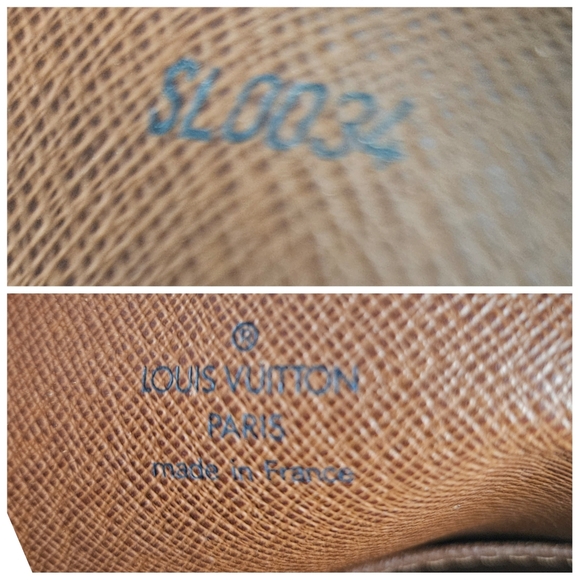 SL0034
®
LOUIS VUITTON
PARIS
made in France